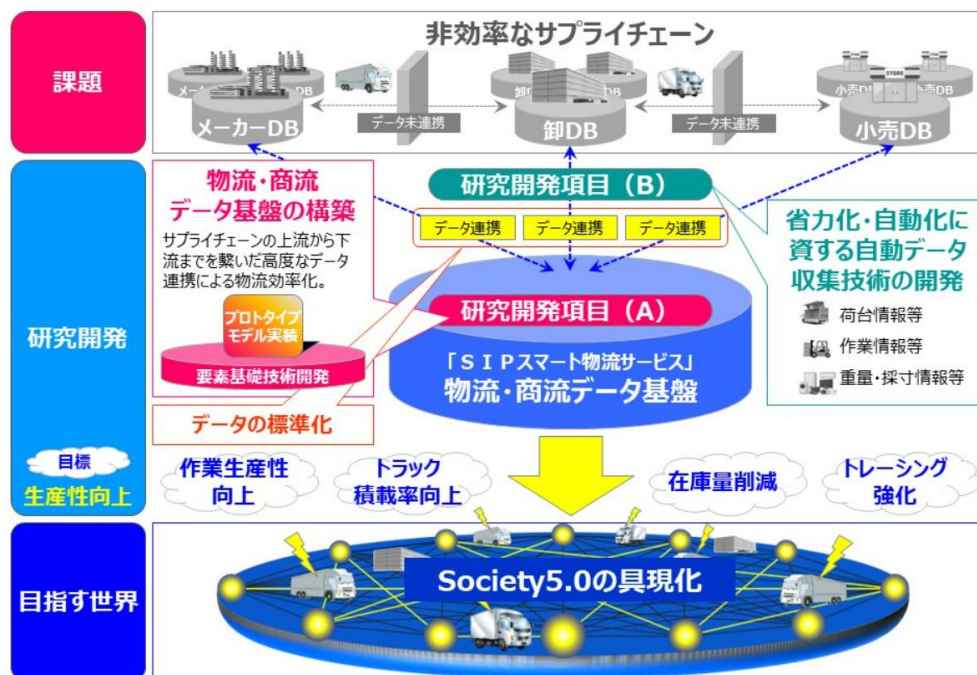 課題
非効率なサプライチェーン
メーカーDB
データ未連携
卸DB
データ未連携
小売DB
小売DB
小売DB
STORE
研究開発
目標
生産性向上
物流・商流
データ基盤の構築
サプライチェーンの上流から下
流までを繋いだ高度なデータ
連携による物流効率化。
プロトタイプ
モデル実装
要素基礎技術開発
データの標準化
研究開発項目（B）
データ連携
データ連携
データ連携
研究開発項目（A）
「ＳＩＰスマート物流サービス」
物流・商流データ基盤
省力化・自動化に
資する自動データ
収集技術の開発
荷台情報等
作業情報等
重量・採寸情報等
作業生産性
向上
トラック
積載率向上
在庫量削減
トレーシング
強化
目指す世界
Society5.0の具現化